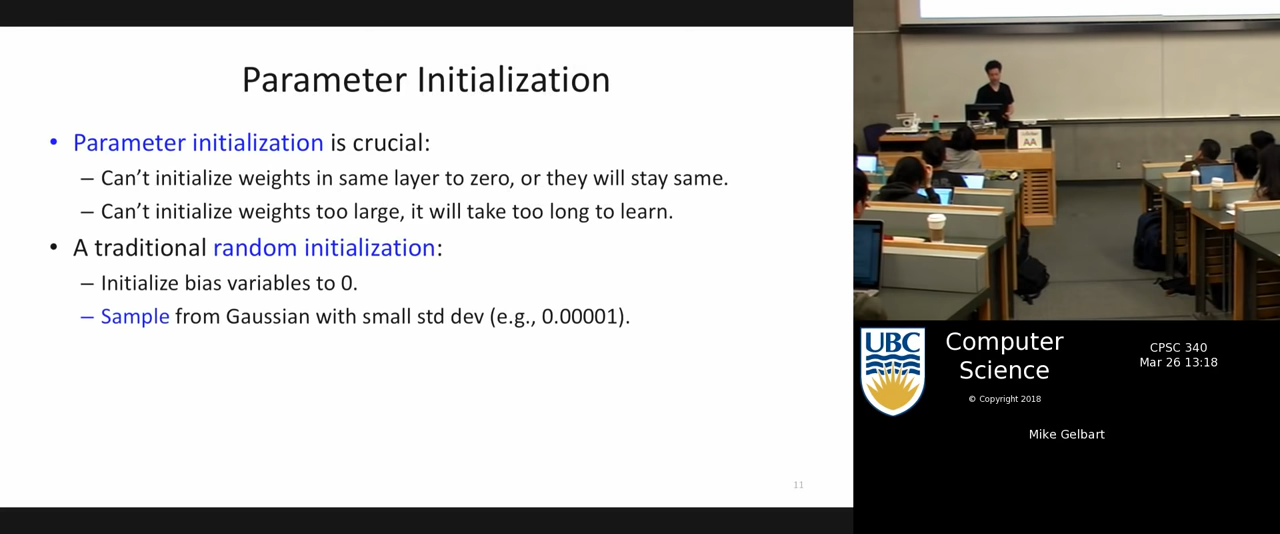 Parameter Initialization
• Parameter initialization is crucial:
– Can’t initialize weights in same layer to zero, or they will stay same.
– Can’t initialize weights too large, it will take too long to learn.
• A traditional random initialization:
– Initialize bias variables to 0.
– Sample from Gaussian with small std dev (e.g., 0.00001).
11
AA
UBC
Computer
Science
© Copyright 2018
CPSC 340
Mar 26 13:18
Mike Gelbart